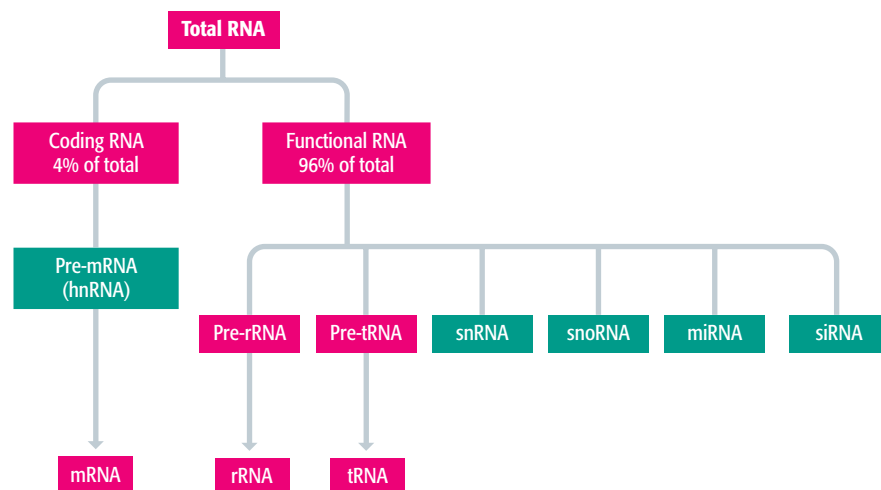 Total RNA
Coding RNA
4% of total
Functional RNA
96% of total
Pre-mRNA
(hnRNA)
Pre-rRNA
Pre-tRNA
snRNA
snoRNA
miRNA
siRNA
mRNA
rRNA
tRNA